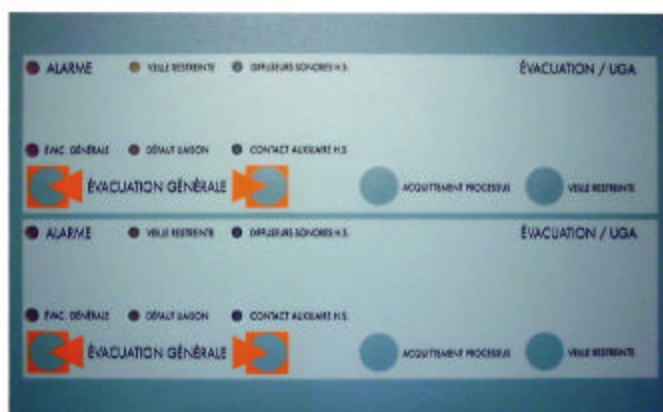 ALARME VEILLE RESTREINTE DIFFUSEURS SONORES H.S. ÉVACUATION / UGA
ÉVAC. GÉNÉRALE DÉFAUT LIAISON CONTACT AUXILIAIRE H.S.
ÉVACUATION GÉNÉRALE ACQUITTEMENT PROCESSUS VEILLE RESTREINTE
ALARME VEILLE RESTREINTE DIFFUSEURS SONORES H.S. ÉVACUATION / UGA
ÉVAC. GÉNÉRALE DÉFAUT LIAISON CONTACT AUXILIAIRE H.S.
ÉVACUATION GÉNÉRALE ACQUITTEMENT PROCESSUS VEILLE RESTREINTE